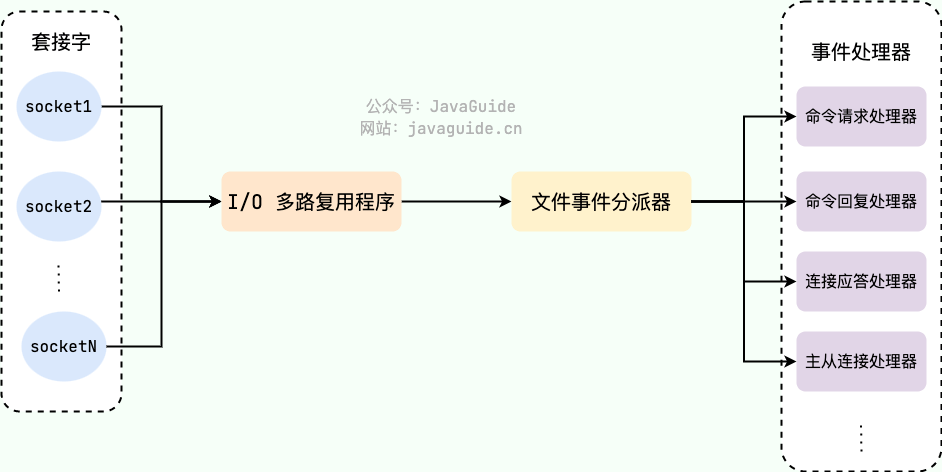 套接字
socket1
socket2
socketN
公众号：JavaGuide
网站：javaguide.cn
I/O 多路复用程序
文件事件分派器
事件处理器
命令请求处理器
命令回复处理器
连接应答处理器
主从连接处理器